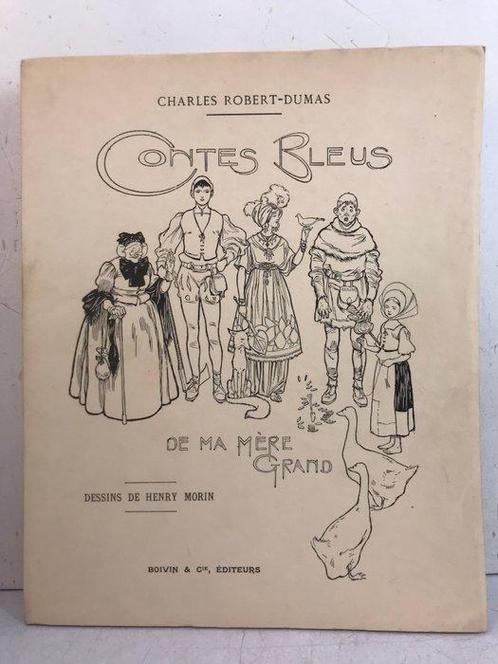 CHARLES ROBERT-DUMAS
CONTES BLEUS
DE MA MÈRE
GRAND
DESSINS DE HENRY MORIN
BOIVIN & CIE, ÉDITEURS